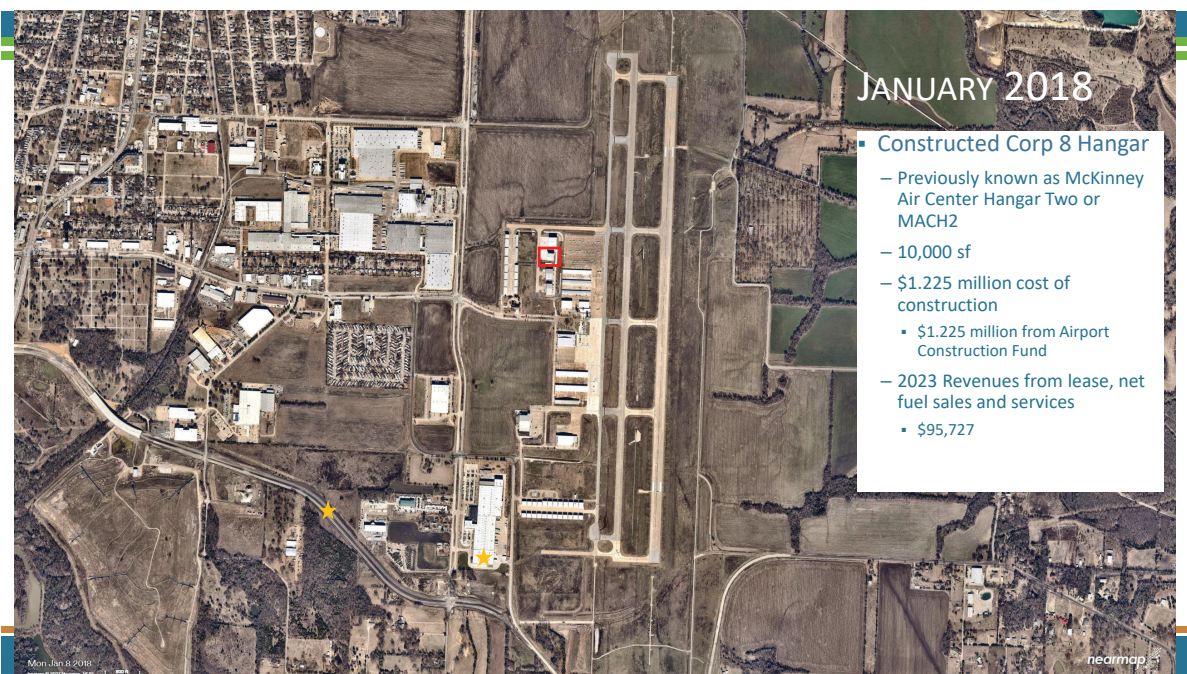 JANUARY 2018
▪ Constructed Corp 8 Hangar
– Previously known as McKinney
Air Center Hangar Two or
MACH2
– 10,000 sf
– $1.225 million cost of
construction
▪ $1.225 million from Airport
Construction Fund
– 2023 Revenues from lease, net
fuel sales and services
▪ $95,727
Mon Jan 8 2018
nearmap